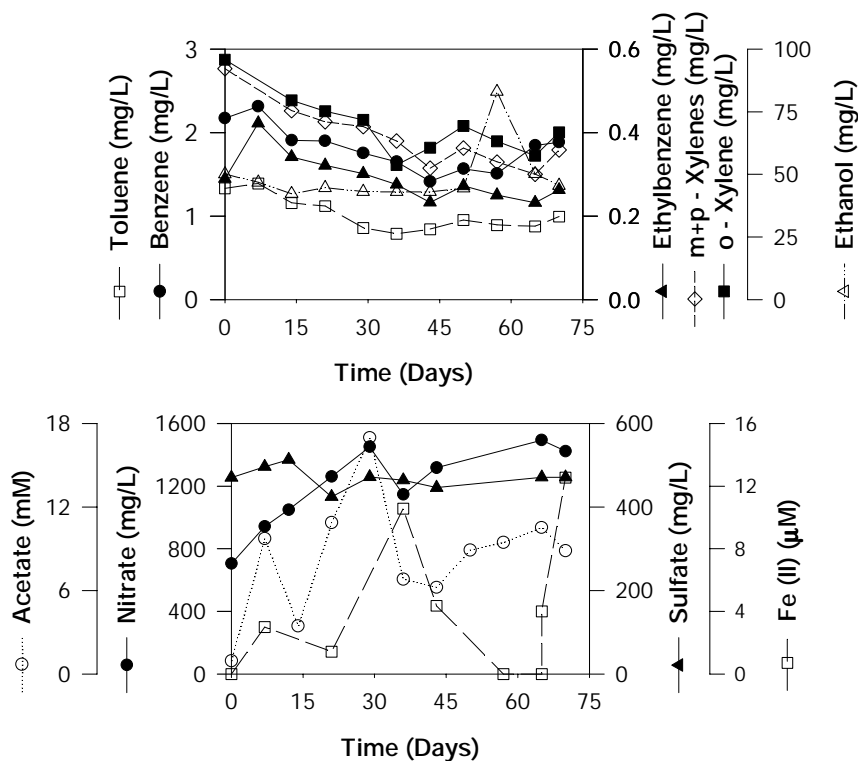 3
2
1
0
0.6
0.4
0.2
0.0
100
75
50
25
0
Toluene (mg/L)
Benzene (mg/L)
Ethylbenzene (mg/L)
m+p - Xylenes (mg/L)
o - Xylene (mg/L)
Ethanol (mg/L)
0 15 30 45 60 75
Time (Days)
18
12
6
0
1600
1200
800
400
0
600
400
200
0
16
12
8
4
0
Acetate (mM)
Nitrate (mg/L)
Sulfate (mg/L)
Fe (II) (μM)
0 15 30 45 60 75
Time (Days)